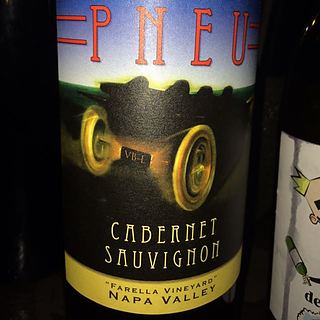 PNEU
VB-E
CABERNET
SAUVIGNON
"FARELLA VINEYARD"
NAPA VALLEY
de